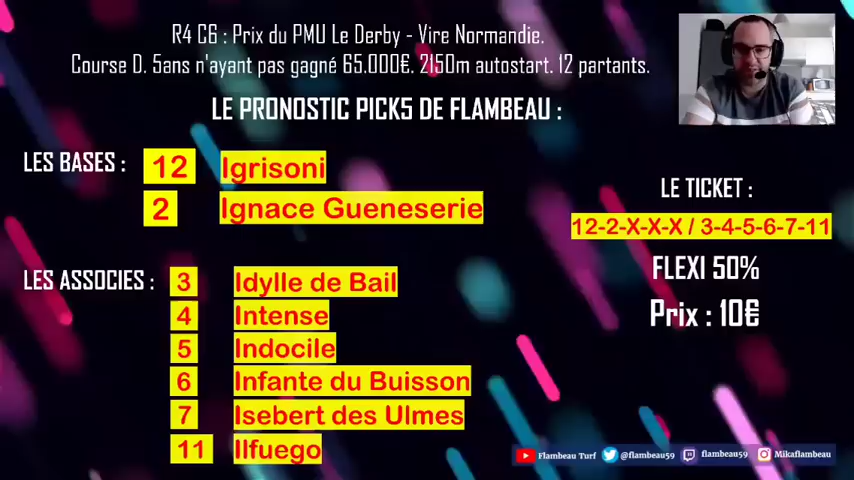 R4 C6 : Prix du PMU Le Derby - Vire Normandie.
Course D. 5ans n'ayant pas gagné 65.000€. 2150m autostart. 12 partants.
LE PRONOSTIC PICK5 DE FLAMBEAU :
LES BASES :
12 Igrisoni
2 Ignace Gueneserie
LES ASSOCIES :
3 Idylle de Bail
4 Intense
5 Indocile
6 Infante du Buisson
7 Isebert des Ulmes
11 Ilfuego
LE TICKET :
12-2-X-X-X / 3-4-5-6-7-11
FLEXI 50%
Prix : 10€
Flambeau Turf @flambeau59 flambeau59 Mikaflambeau